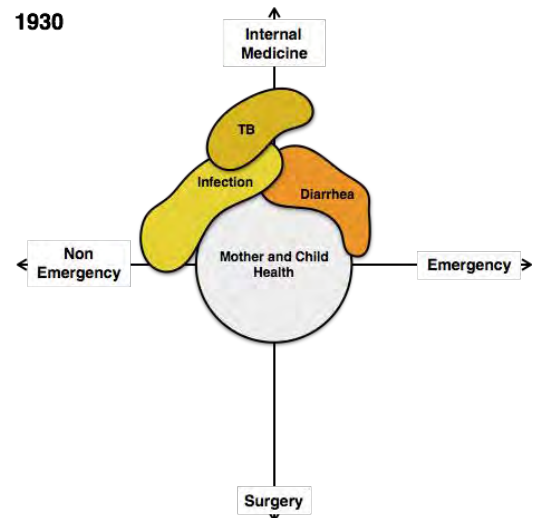 1930
Internal
Medicine
TB
Infection
Diarrhea
Non
Emergency
Mother and Child
Health
Emergency
Surgery